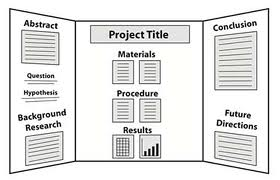 Abstract
Question
Hypothesis
Background
Research
Project Title
Materials
Procedure
Results
Conclusion
Future
Directions